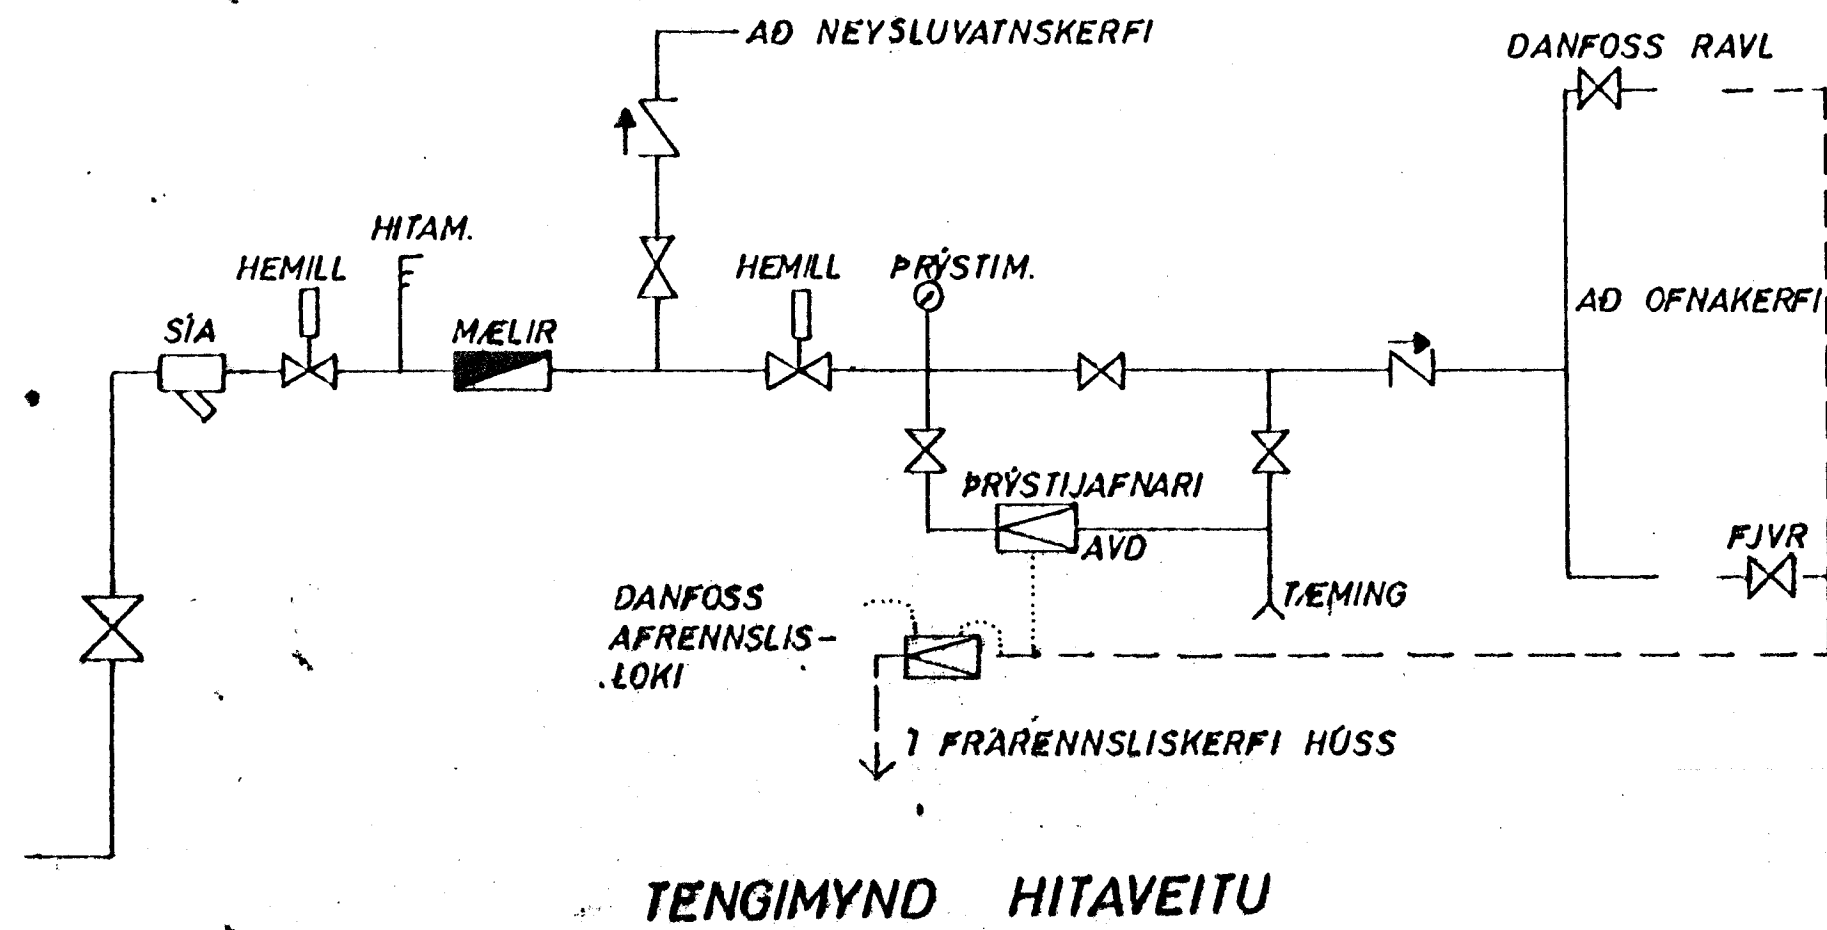 AÐ NEYSLUVATNSKERFI
DANFOSS RAVL
HITAM.
HEMILL
HEMILL
ÞRÝSTIM.
AÐ OFNAKERFI
SÍA
MÆLIR
ÞRÝSTIJAFNARI
AVD
FJVR
DANFOSS
AFRENNSLIS-
LOKI
TÆMING
Í FRÁRENNSLISKERFI HÚSS
TENGIMYND HITAVEITU